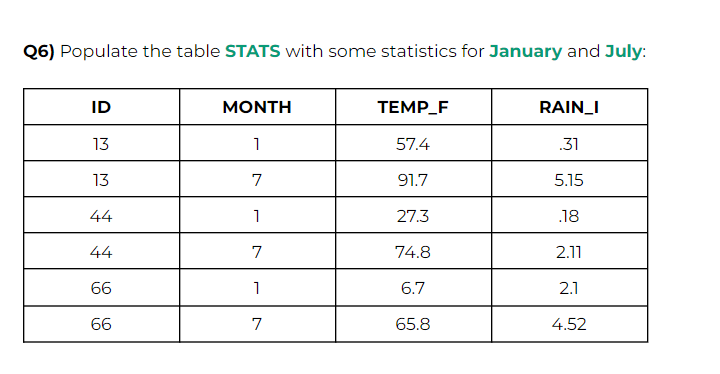 Q6) Populate the table STATS with some statistics for January and July:
ID MONTH TEMP_F RAIN_I
13 1 57.4 .31
13 7 91.7 5.15
44 1 27.3 .18
44 7 74.8 2.11
66 1 6.7 2.1
66 7 65.8 4.52